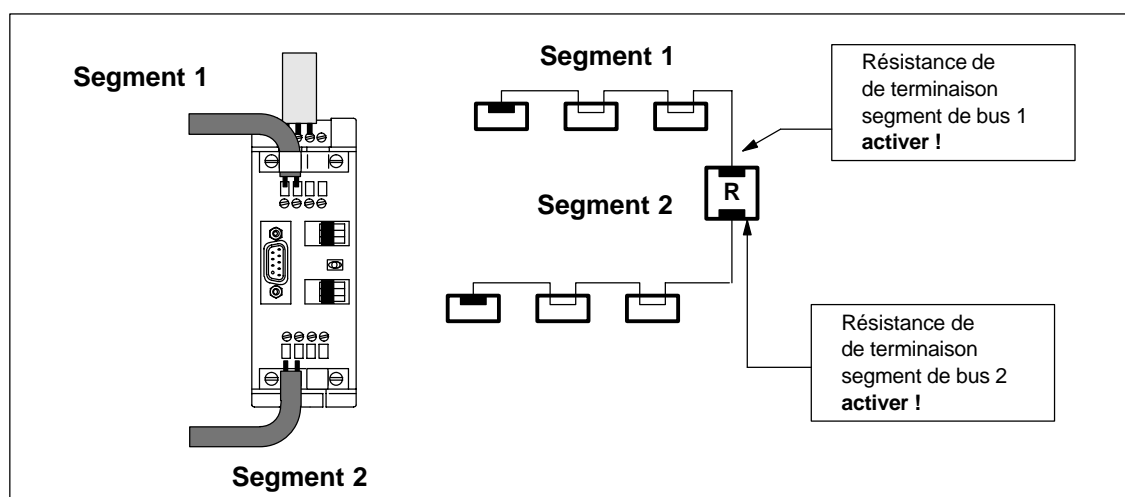 Segment 1
Segment 2
Segment 1
Segment 2
R
Résistance de
de terminaison
segment de bus 1
activer !
Résistance de
de terminaison
segment de bus 2
activer !